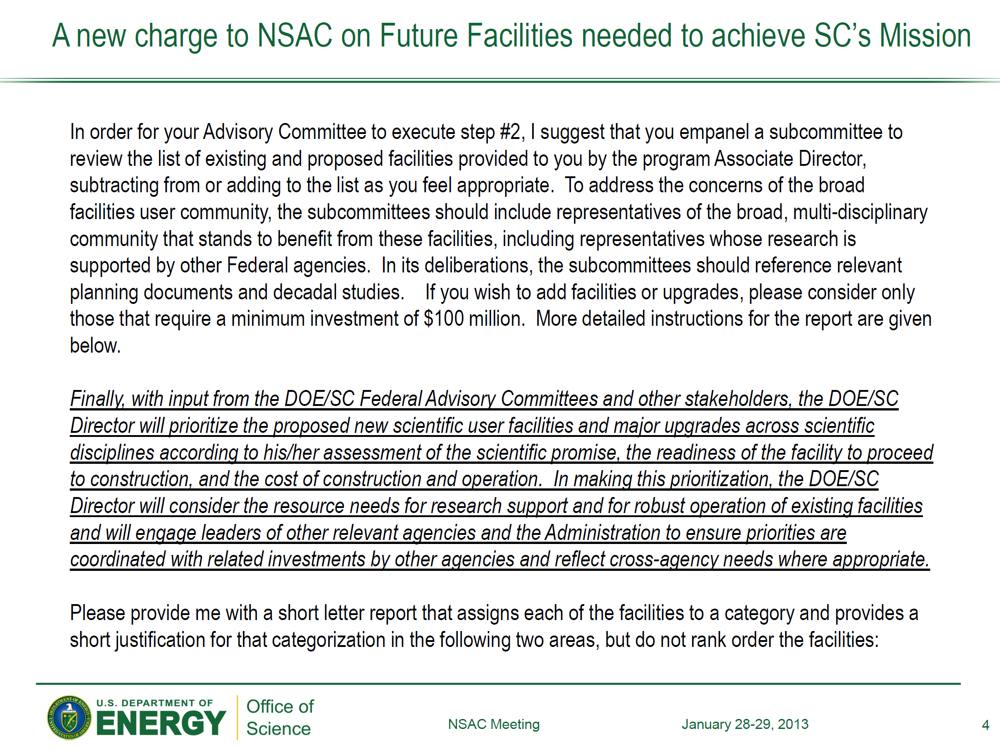 A new charge to NSAC on Future Facilities needed to achieve SC’s Mission
In order for your Advisory Committee to execute step #2, I suggest that you empanel a subcommittee to
review the list of existing and proposed facilities provided to you by the program Associate Director,
subtracting from or adding to the list as you feel appropriate.  To address the concerns of the broad
facilities user community, the subcommittees should include representatives of the broad, multi-disciplinary
community that stands to benefit from these facilities, including representatives whose research is
supported by other Federal agencies.  In its deliberations, the subcommittees should reference relevant
planning documents and decadal studies.    If you wish to add facilities or upgrades, please consider only
those that require a minimum investment of $100 million.  More detailed instructions for the report are given
below.
Finally, with input from the DOE/SC Federal Advisory Committees and other stakeholders, the DOE/SC
Director will prioritize the proposed new scientific user facilities and major upgrades across scientific
disciplines according to his/her assessment of the scientific promise, the readiness of the facility to proceed
to construction, and the cost of construction and operation.  In making this prioritization, the DOE/SC
Director will consider the resource needs for research support and for robust operation of existing facilities
and will engage leaders of other relevant agencies and the Administration to ensure priorities are
coordinated with related investments by other agencies and reflect cross-agency needs where appropriate.
Please provide me with a short letter report that assigns each of the facilities to a category and provides a
short justification for that categorization in the following two areas, but do not rank order the facilities:
DEPARTMENT OF ENERGY
UNITED STATES OF AMERICA
U.S. DEPARTMENT OF
ENERGY
Office of
Science
NSAC Meeting
January 28-29, 2013
4